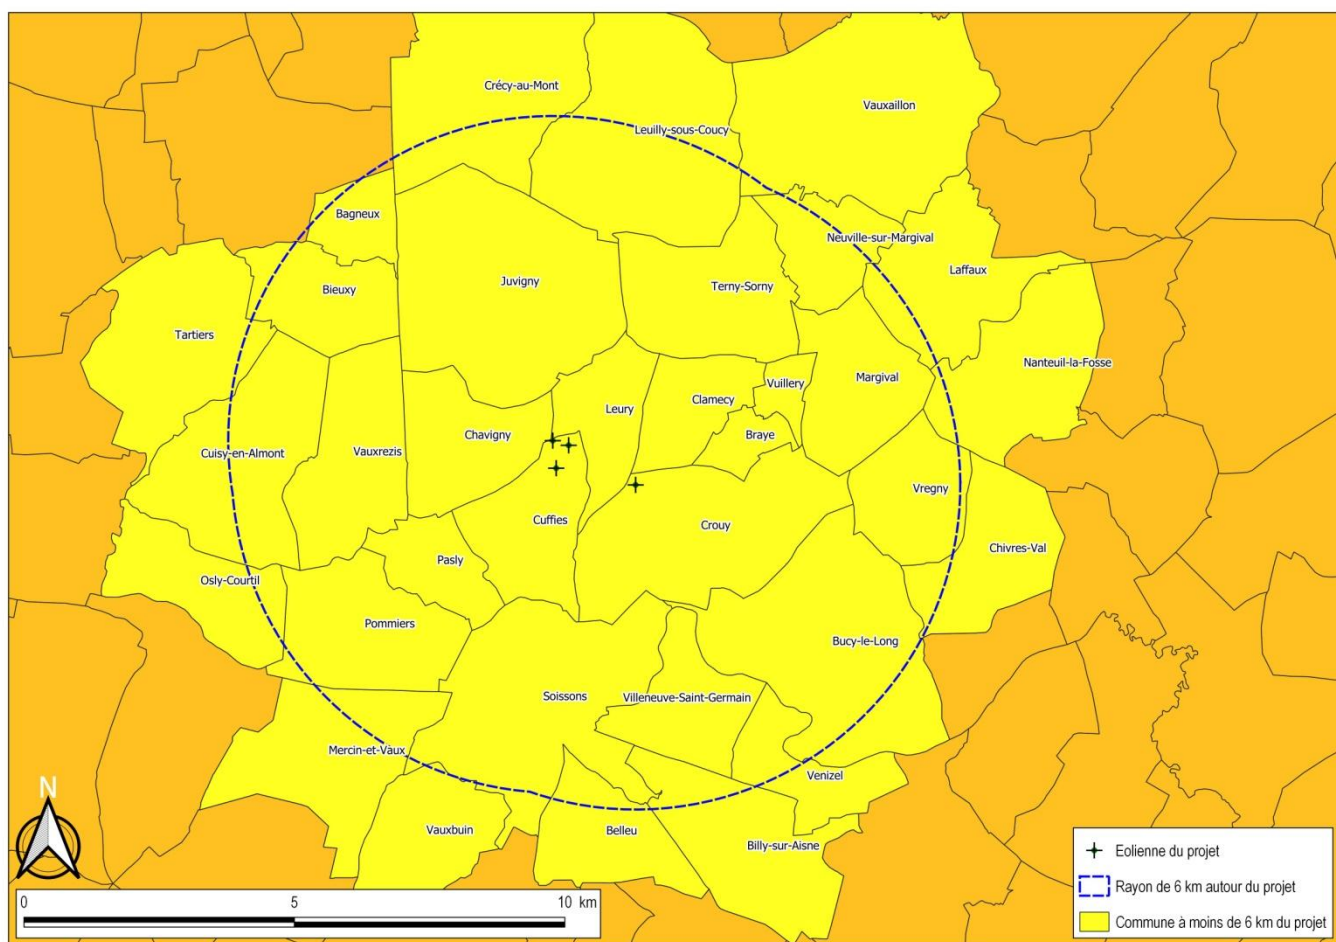 Crécy-au-Mont
Vauxaillon
Leuilly-sous-Coucy
Bagneux
Neuville-sur-Margival
Laffaux
Juvigny
Terny-Sorny
Bieuxy
Tartiers
Nanteuil-la-Fosse
Margival
Vuillery
Clamecy
Leury
Chavigny
Braye
Cuisy-en-Almont
Vauxrezis
Vregny
Cuffies
Crouy
Chivres-Val
Pasly
Osly-Courtil
Pommiers
Bucy-le-Long
Soissons
Villeneuve-Saint-Germain
Mercin-et-Vaux
Venizel
Vauxbuin
Belleu
Billy-sur-Aisne
N
0 5 10 km
Eolienne du projet
Rayon de 6 km autour du projet
Commune à moins de 6 km du projet